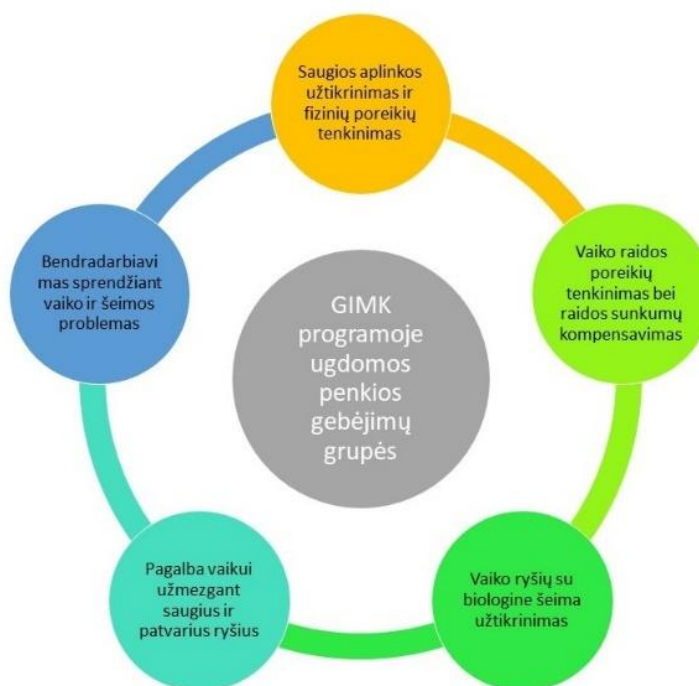 Saugios aplinkos
užtikrinimas ir
fizinių poreikių
tenkinimas
Vaiko raidos
poreikių
tenkinimas bei
raidos sunkumų
kompensavimas
Vaiko ryšių su
biologine šeima
užtikrinimas
Pagalba vaikui
užmezgant
saugius ir
patvarius ryšius
Bendradarbiavi
mas sprendžiant
vaiko ir šeimos
problemas
GIMK
programoje
ugdomos
penkios
gebėjimų
grupės